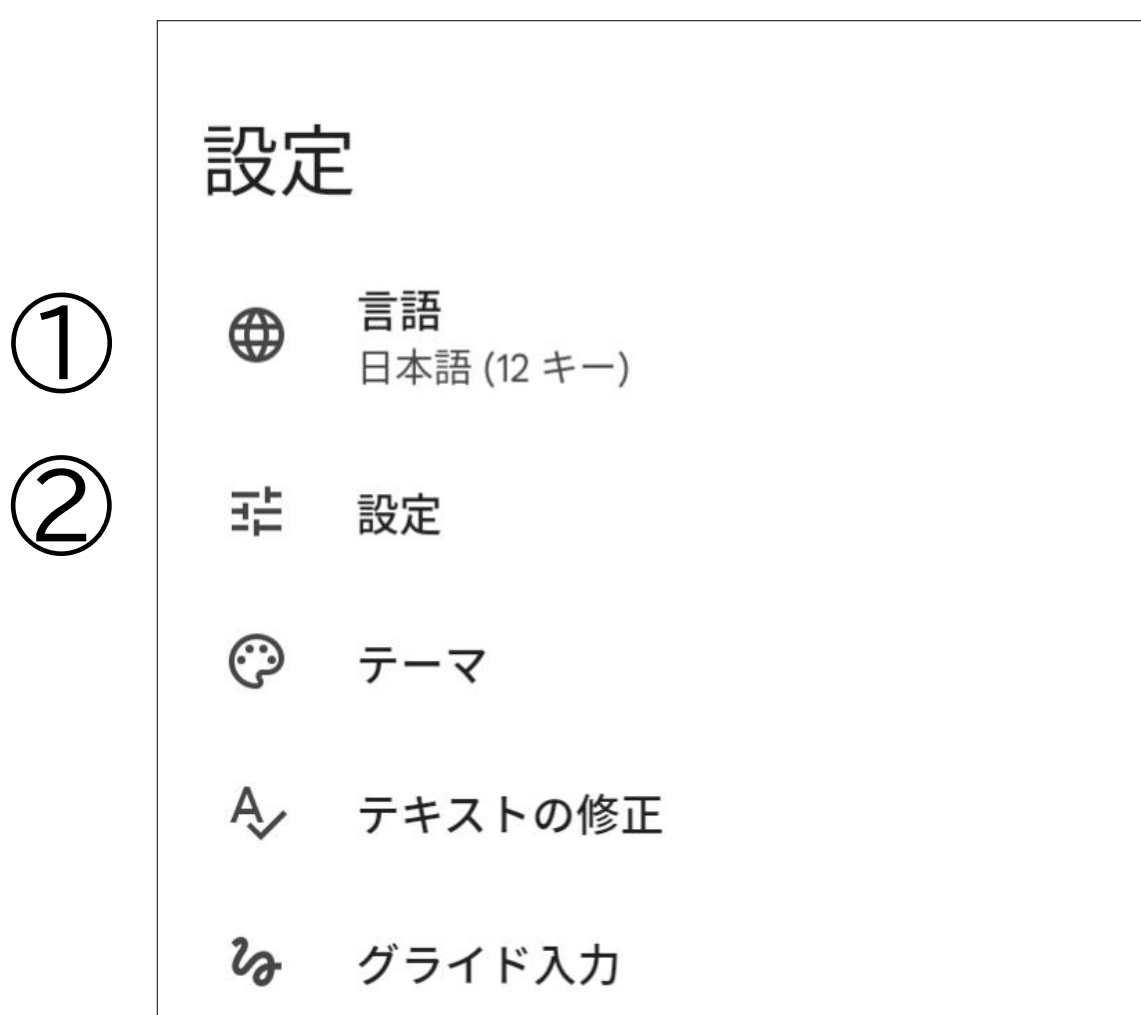 設定
①
言語
日本語 (12 キー)
②
設定
テーマ
テキストの修正
グライド入力